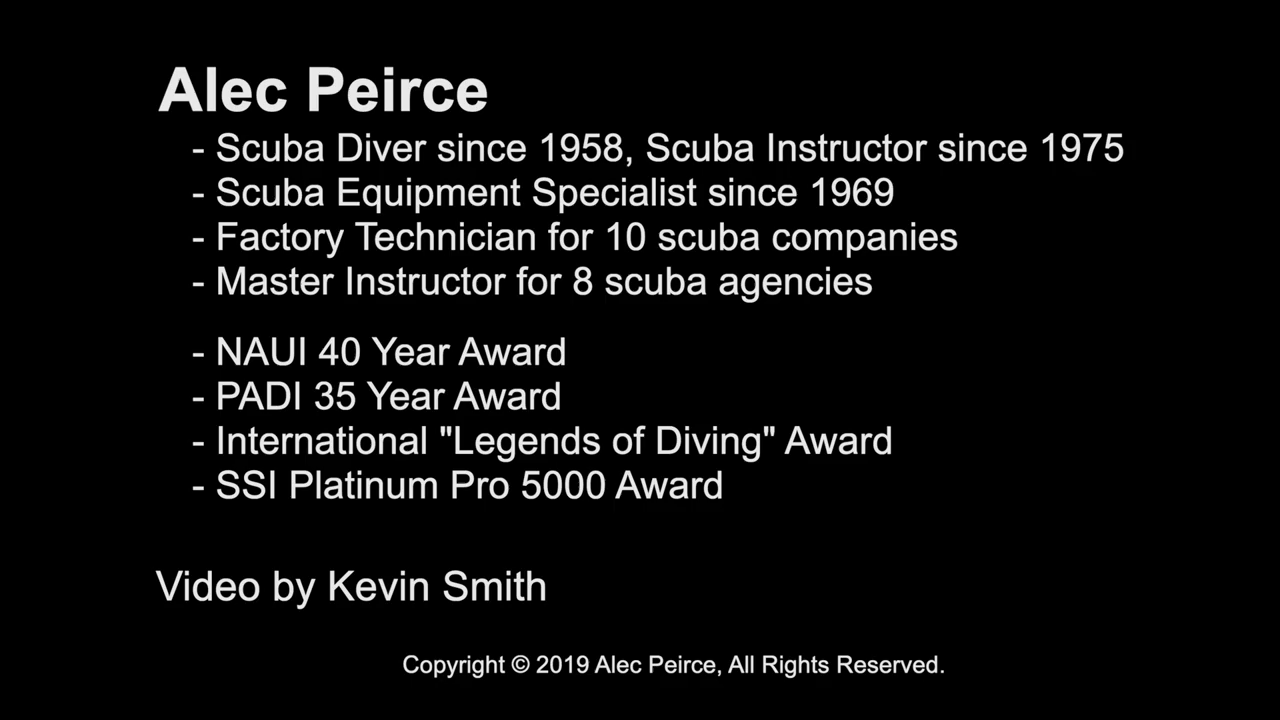 Alec Peirce
- Scuba Diver since 1958, Scuba Instructor since 1975
- Scuba Equipment Specialist since 1969
- Factory Technician for 10 scuba companies
- Master Instructor for 8 scuba agencies
- NAUI 40 Year Award
- PADI 35 Year Award
- International "Legends of Diving" Award
- SSI Platinum Pro 5000 Award
Video by Kevin Smith
Copyright © 2019 Alec Peirce, All Rights Reserved.